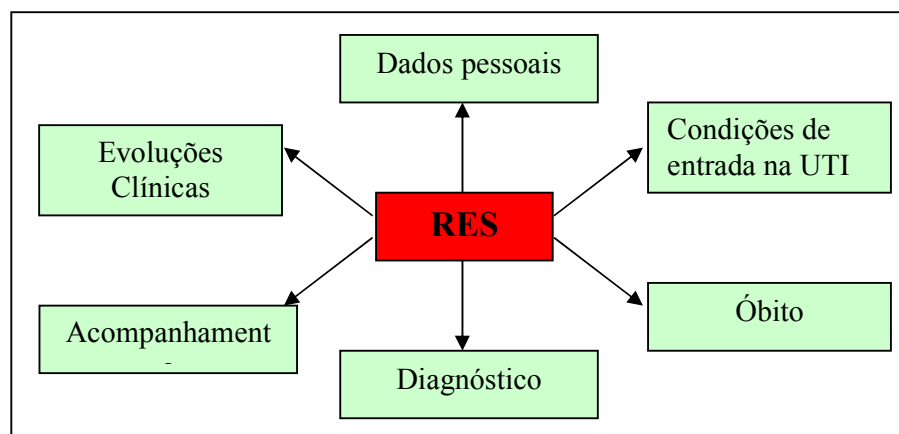 Dados pessoais
Condições de
entrada na UTI
Evoluções
Clínicas
RES
Óbito
Acompanhament
Diagnóstico